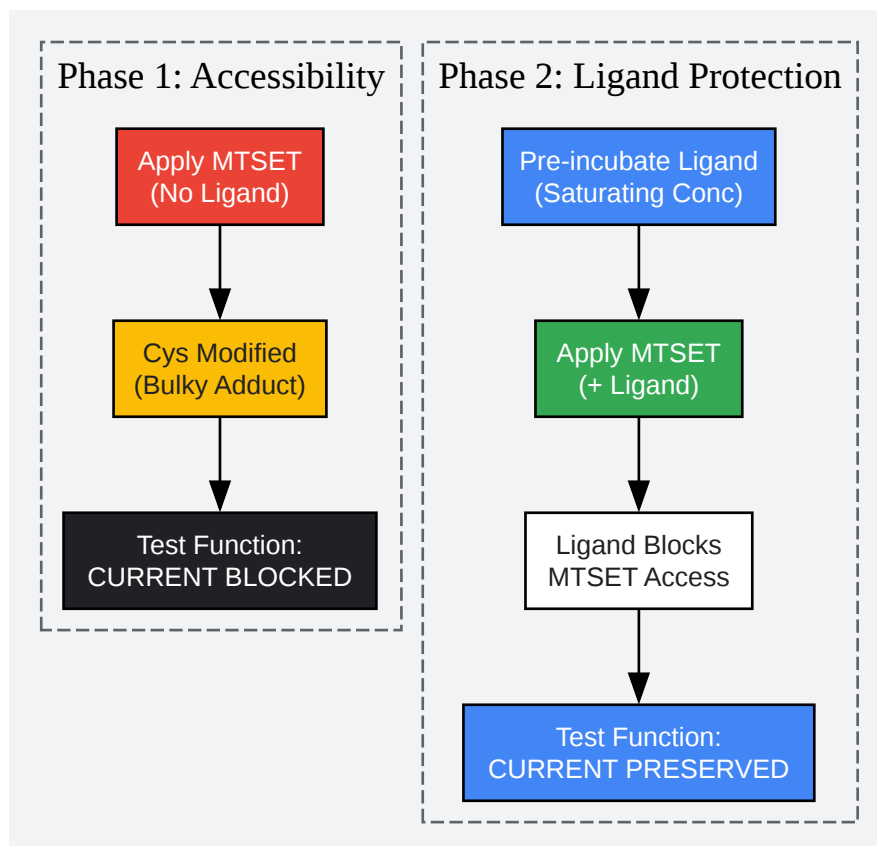 Phase 1: Accessibility
Apply MTSET
(No Ligand)
Cys Modified
(Bulky Adduct)
Test Function:
CURRENT BLOCKED
Phase 2: Ligand Protection
Pre-incubate Ligand
(Saturating Conc)
Apply MTSET
(+ Ligand)
Ligand Blocks
MTSET Access
Test Function:
CURRENT PRESERVED